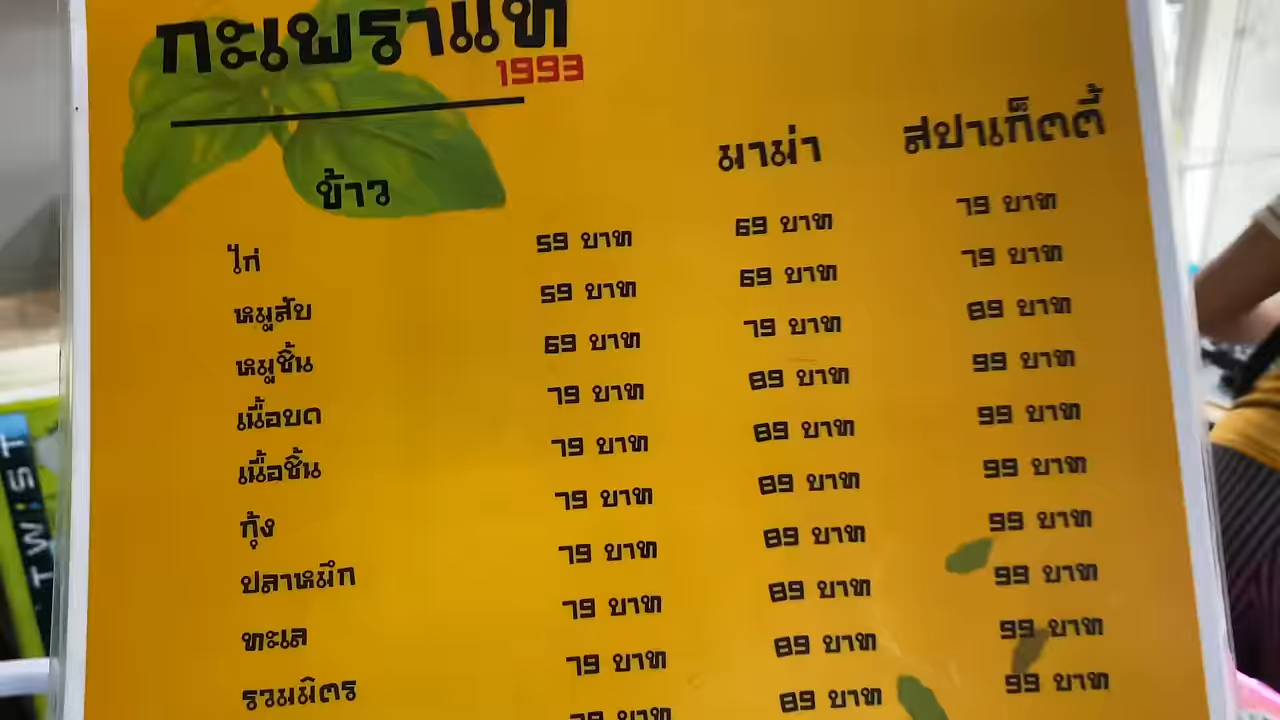 กะเพราแท้
1993
ข้าว มาม่า สปาเก็ตตี้
ไก่ 59 บาท 69 บาท 79 บาท
หมูสับ 59 บาท 69 บาท 79 บาท
หมูชิ้น 69 บาท 79 บาท 89 บาท
เนื้อบด 79 บาท 89 บาท 99 บาท
เนื้อชิ้น 79 บาท 89 บาท 99 บาท
กุ้ง 79 บาท 89 บาท 99 บาท
ปลาหมึก 79 บาท 89 บาท 99 บาท
ทะเล 79 บาท 89 บาท 99 บาท
รวมมิตร 79 บาท 89 บาท 99 บาท
79 บาท 89 บาท 99 บาท
TWIST